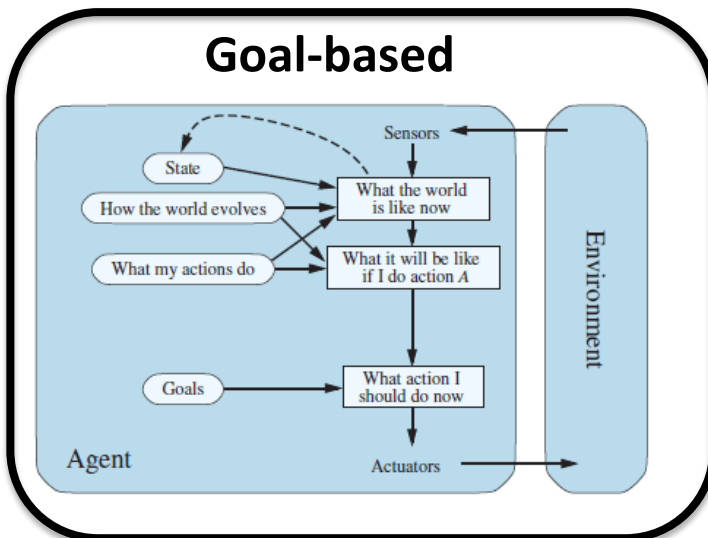 Goal-based
Sensors
State
What the world
is like now
How the world evolves
What it will be like
if I do action A
What my actions do
Environment
Goals
What action I
should do now
Agent
Actuators